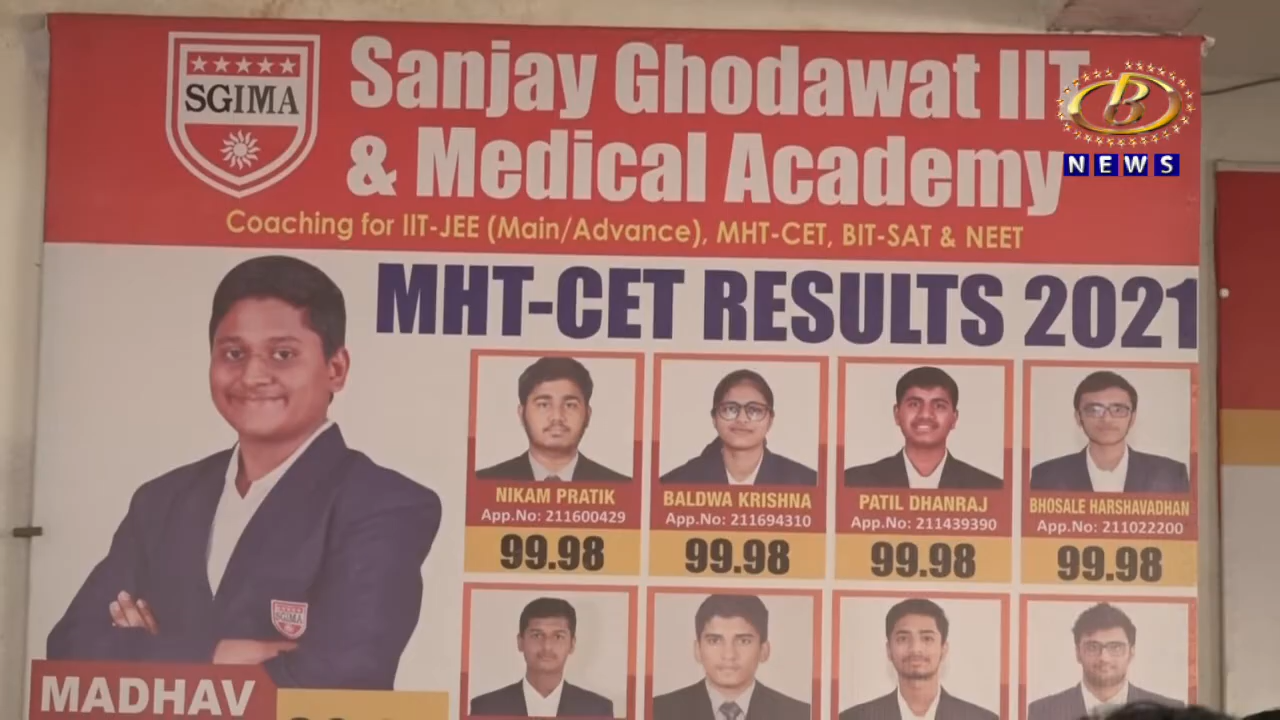 SGIMA
Sanjay Ghodawat IIT
& Medical Academy
Coaching for IIT-JEE (Main/Advance), MHT-CET, BIT-SAT & NEET
B
NEWS
MHT-CET RESULTS 2021
NIKAM PRATIK
App.No: 211600429
99.98
BALDWA KRISHNA
App.No: 211694310
99.98
PATIL DHANRAJ
App.No: 211439390
99.98
BHOSALE HARSHAVADHAN
App.No: 211022200
99.98
SGIMA
MADHAV